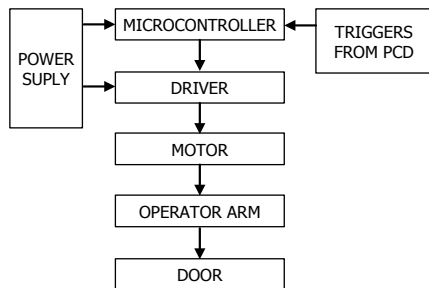 MICROCONTROLLER
TRIGGERS
FROM PCD
POWER
SUPLY
DRIVER
MOTOR
OPERATOR ARM
DOOR